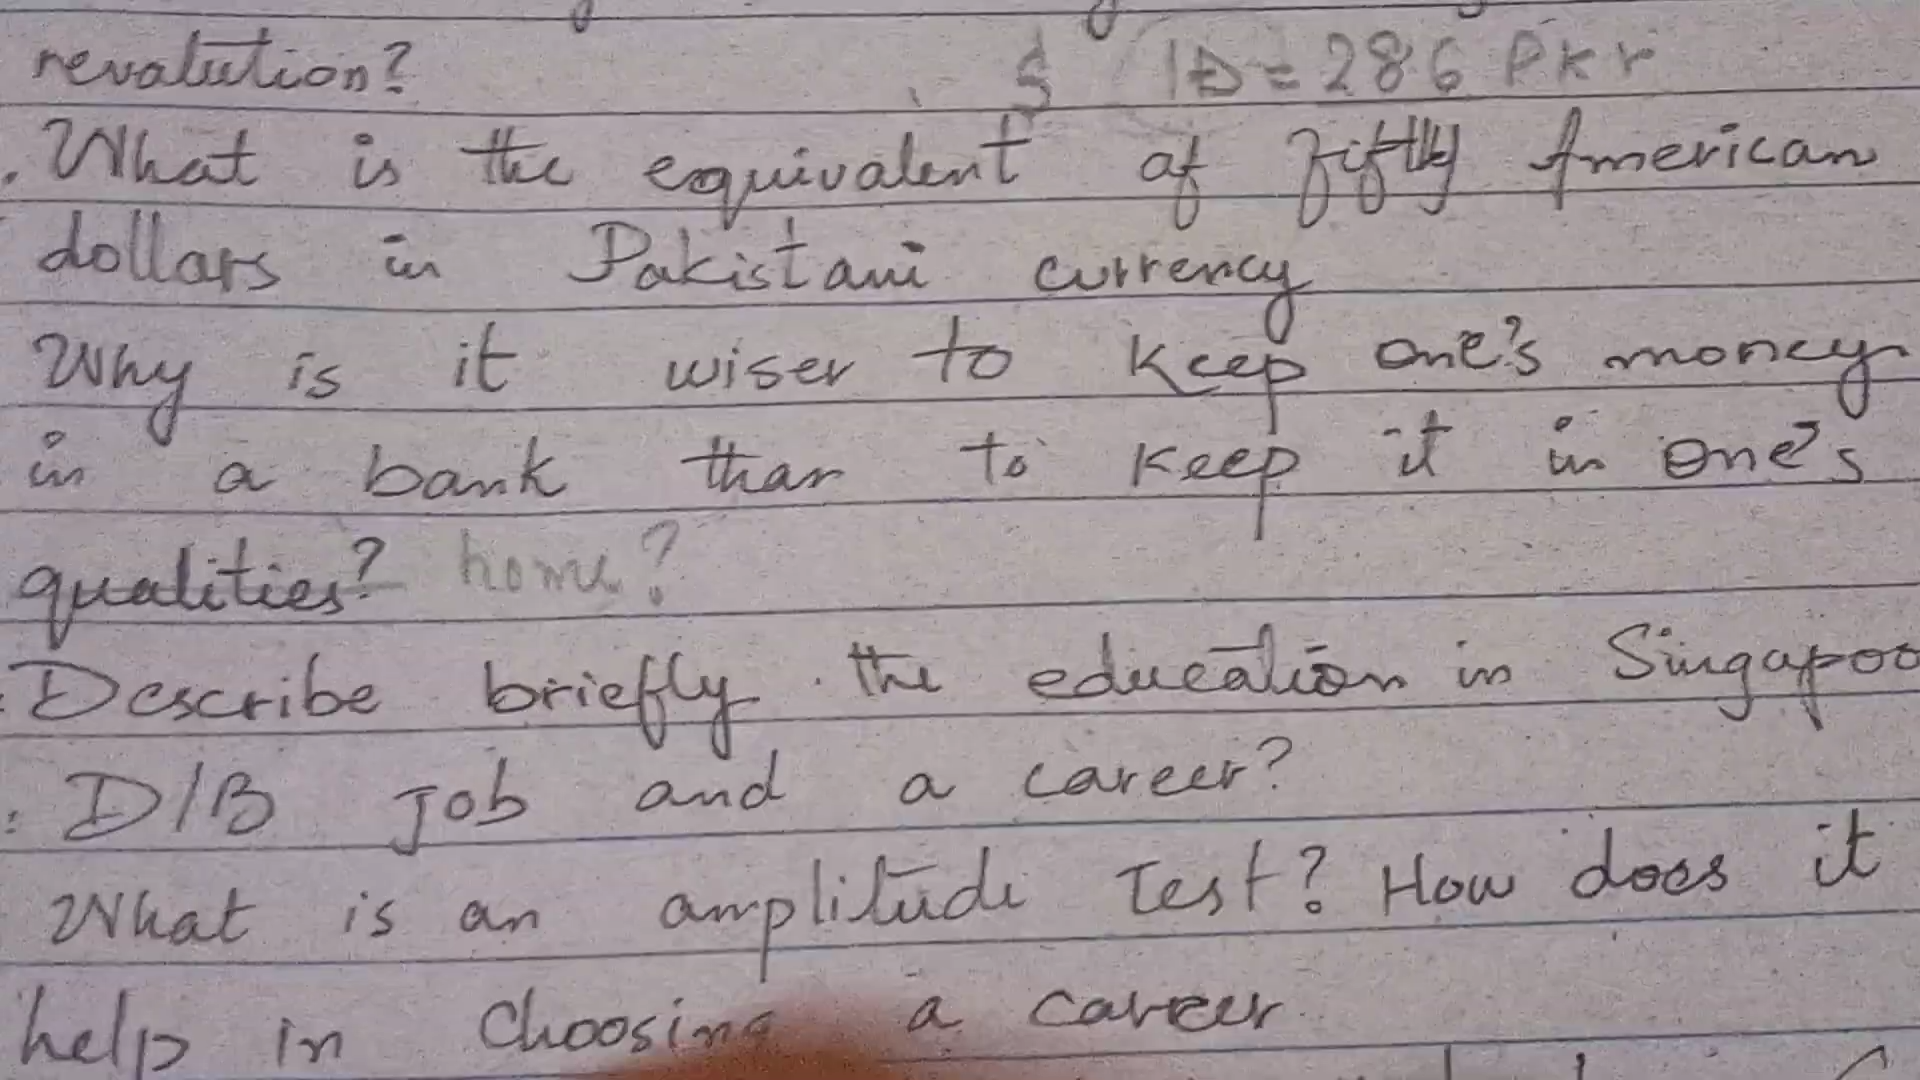 revalution? $ 1D = 286 PKr
What is the equivalent of fiftly American
dollars in Pakistani currency
Why is it wiser to keep one's money
in a bank than to keep it in one's
qualities? home?
Describe briefly the education in Singapoo
D/B Job and a career?
What is an amplitude Test? How does it
help in Choosing a career